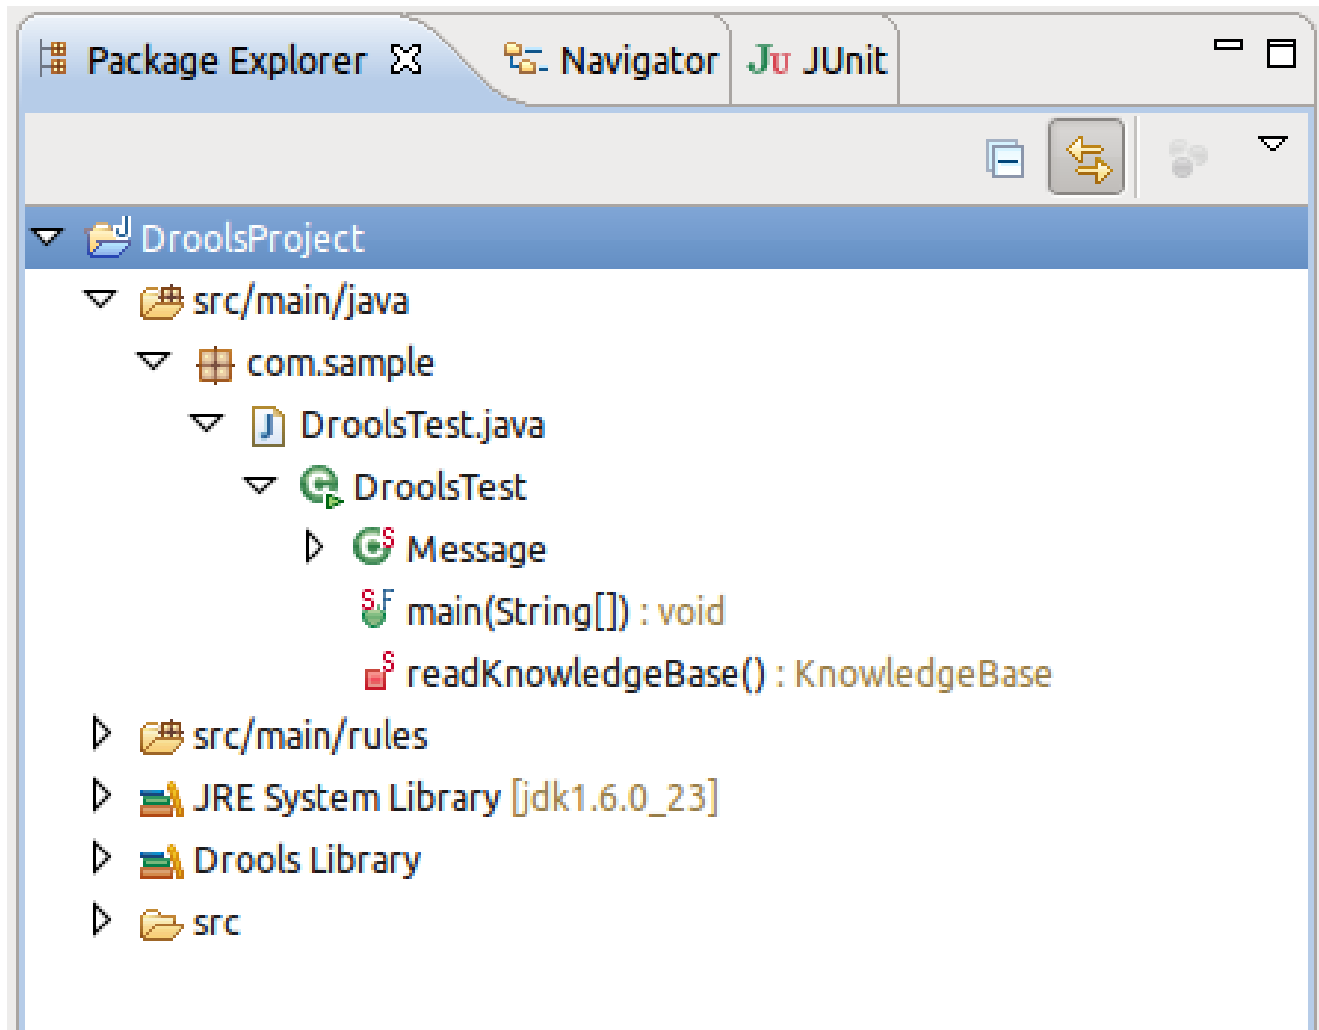 Package Explorer Navigator JUnit
DroolsProject
src/main/java
com.sample
DroolsTest.java
DroolsTest
Message
main(String[]) : void
readKnowledgeBase() : KnowledgeBase
src/main/rules
JRE System Library [jdk1.6.0_23]
Drools Library
src